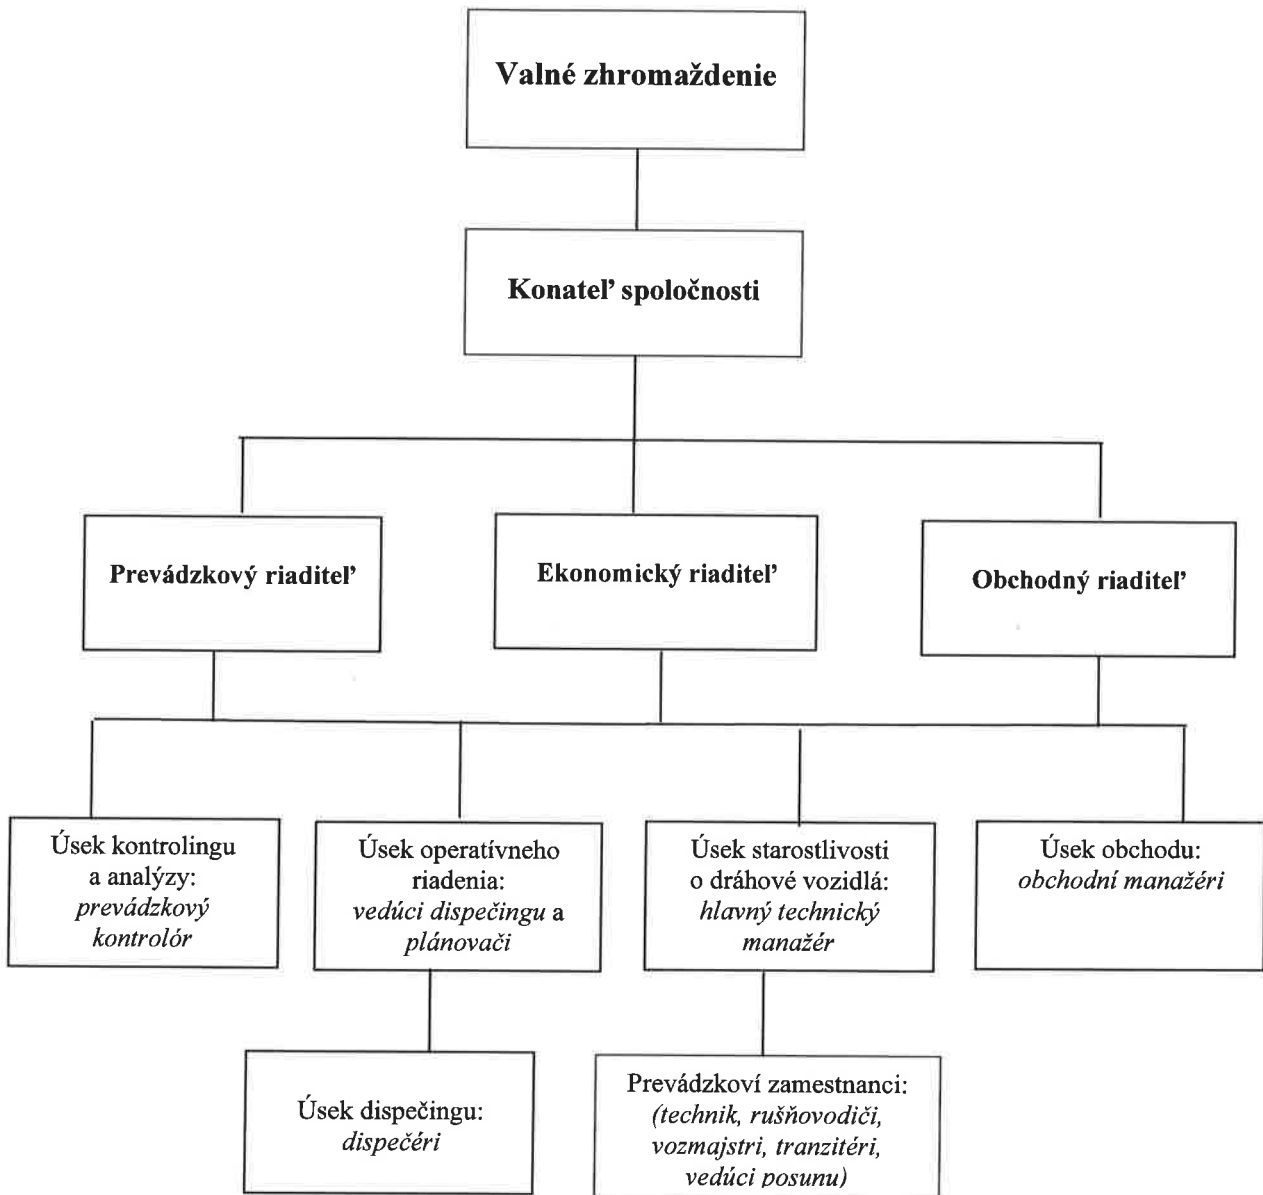 Valné zhromaždenie
Konateľ spoločnosti
Prevádzkový riaditeľ
Ekonomický riaditeľ
Obchodný riaditeľ
Úsek kontrolingu
a analýzy:
prevádzkový
kontrolór
Úsek operatívneho
riadenia:
vedúci dispečingu a
plánovači
Úsek starostlivosti
o dráhové vozidlá:
hlavný technický
manažér
Úsek obchodu:
obchodní manažéri
Úsek dispečingu:
dispečéri
Prevádzkoví zamestnanci:
(technik, rušňovodiči,
vozmajstri, tranzitéri,
vedúci posunu)